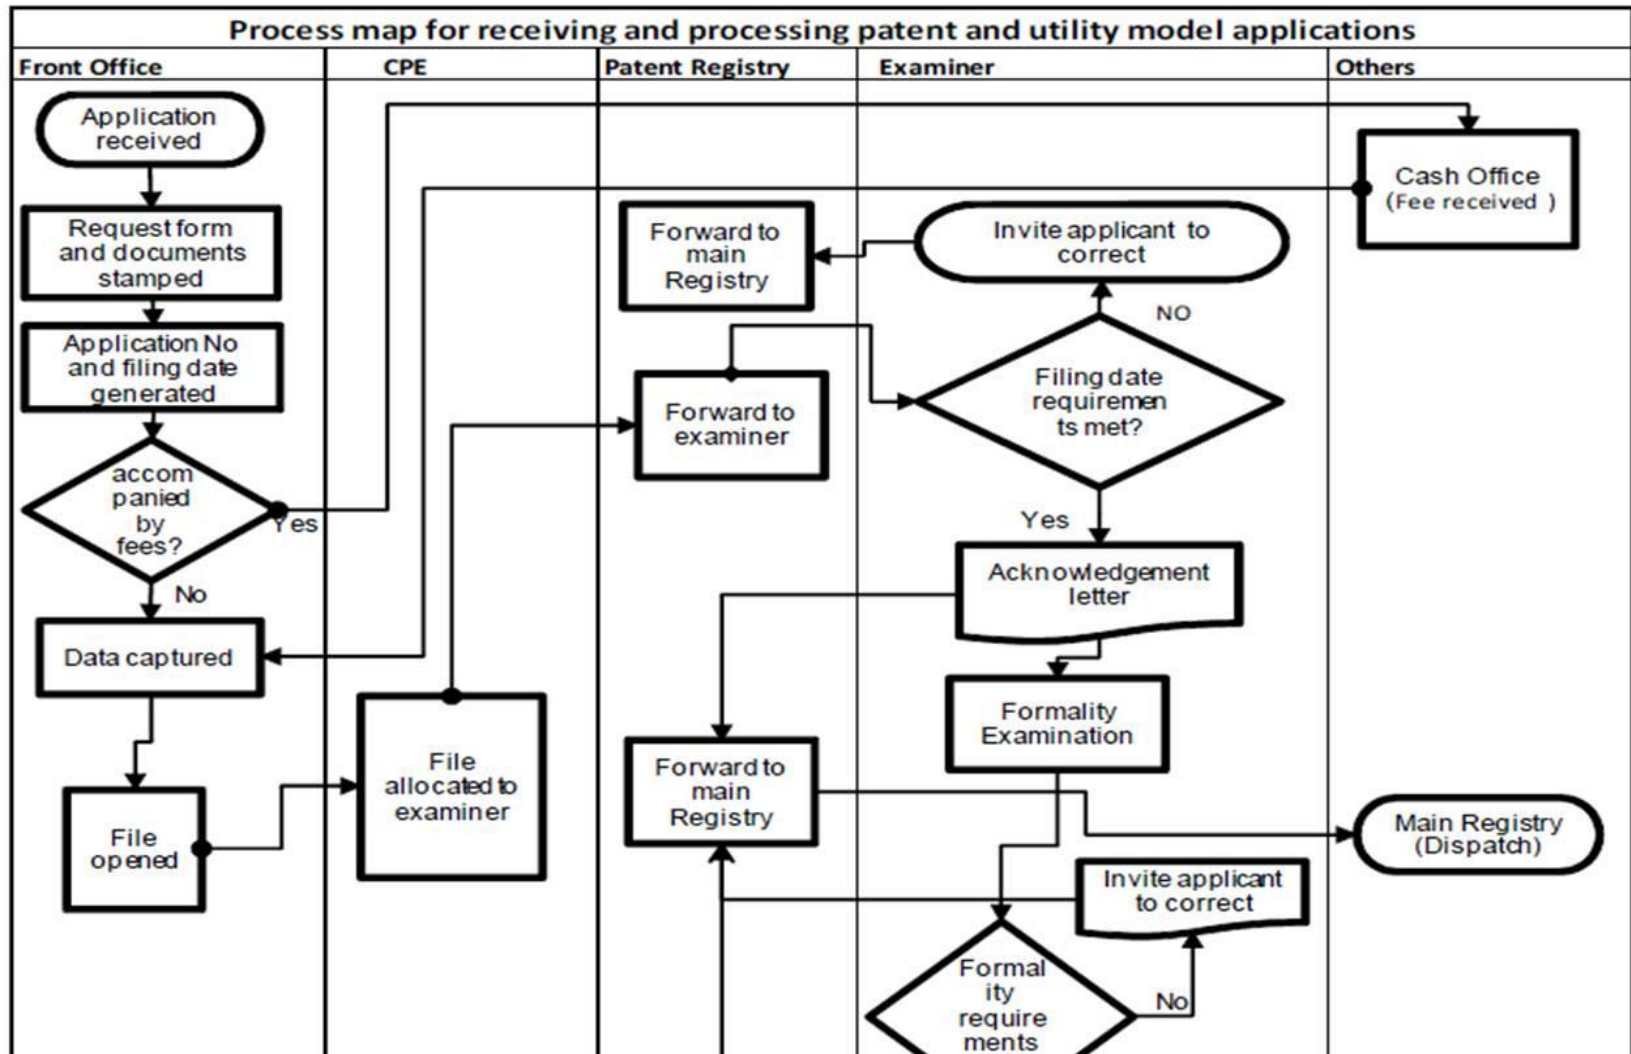 Process map for receiving and processing patent and utility model applications
Front Office
CPE
Patent Registry
Examiner
Others
Application
received
Request form
and documents
stamped
Application No
and filing date
generated
accom
panied
by
fees?
Yes
No
Data captured
File
opened
File
allocated to
examiner
Forward to
main
Registry
Forward to
examiner
Forward to
main
Registry
Invite applicant to
correct
NO
Filing date
requiremen
ts met?
Yes
Acknowledgement
letter
Formality
Examination
Invite applicant
to correct
Formal
ity
require
ments
No
Cash Office
(Fee received )
Main Registry
(Dispatch)